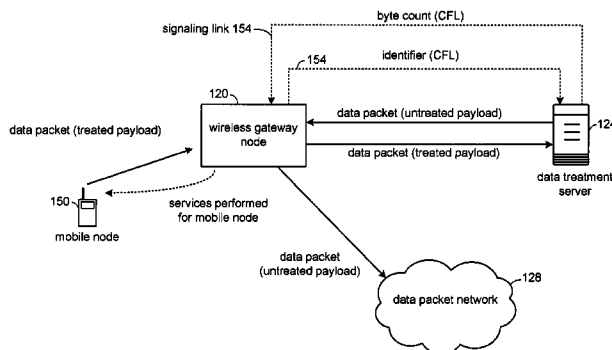 byte count (CFL)
signaling link 154
154
identifier (CFL)
120
wireless gateway
node
data packet (untreated payload)
124
data packet (treated payload)
data packet (treated payload)
data treatment
server
150
services performed
for mobile node
mobile node
data packet
(untreated payload)
128
data packet network